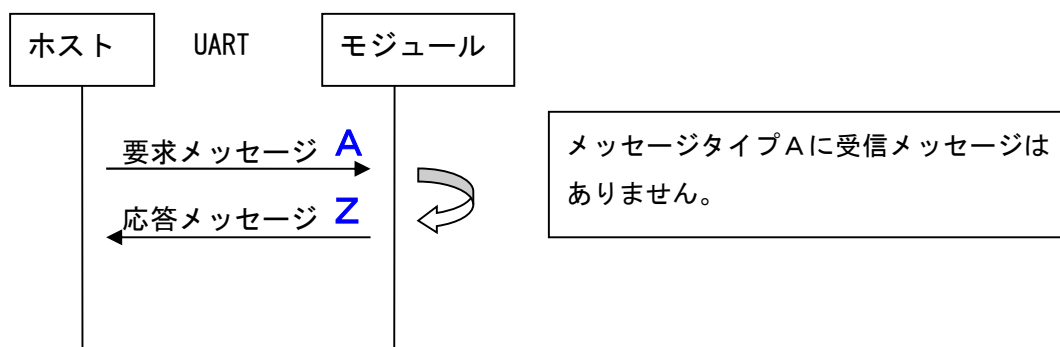 ホスト
UART
モジュール
要求メッセージ A
応答メッセージ Z
メッセージタイプAに受信メッセージは
ありません。